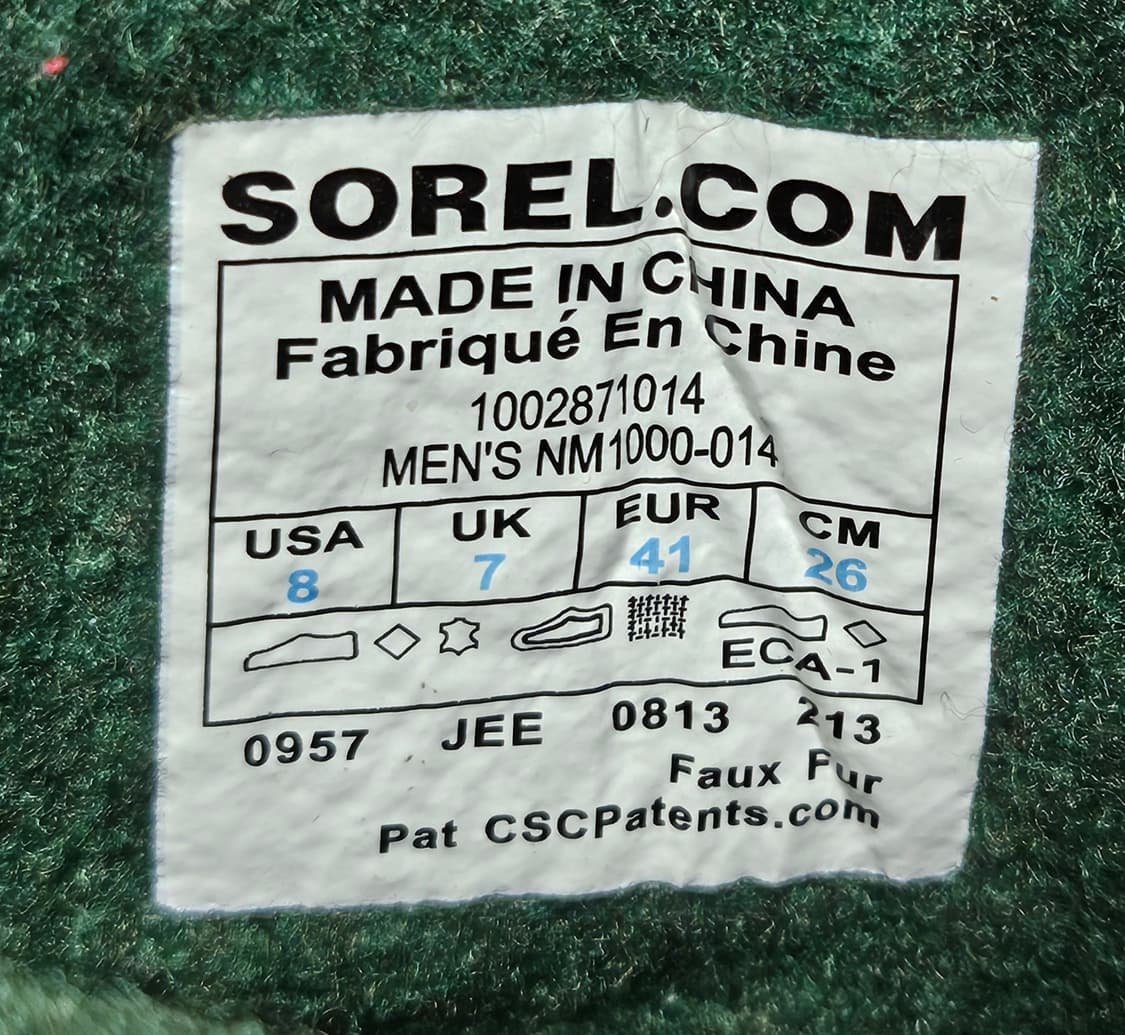 SOREL.COM
MADE IN CHINA
Fabriqué En Chine
1002871014
MEN'S NM1000-014
USA UK EUR CM
8 7 41 26
ECA-1
0957 JEE 0813 213
Faux Fur
Pat CSCPatents.com